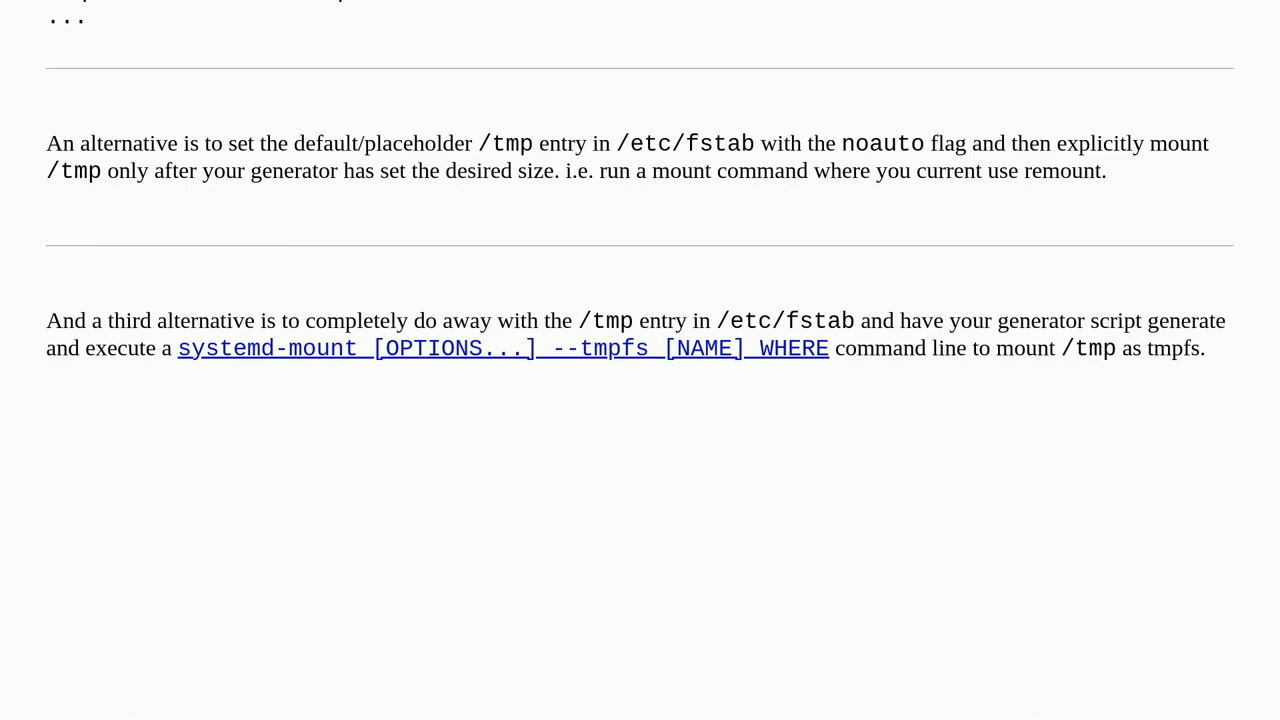 ...
An alternative is to set the default/placeholder /tmp entry in /etc/fstab with the noauto flag and then explicitly mount
/tmp only after your generator has set the desired size. i.e. run a mount command where you current use remount.
And a third alternative is to completely do away with the /tmp entry in /etc/fstab and have your generator script generate
and execute a systemd-mount [OPTIONS...] --tmpfs [NAME] WHERE command line to mount /tmp as tmpfs.